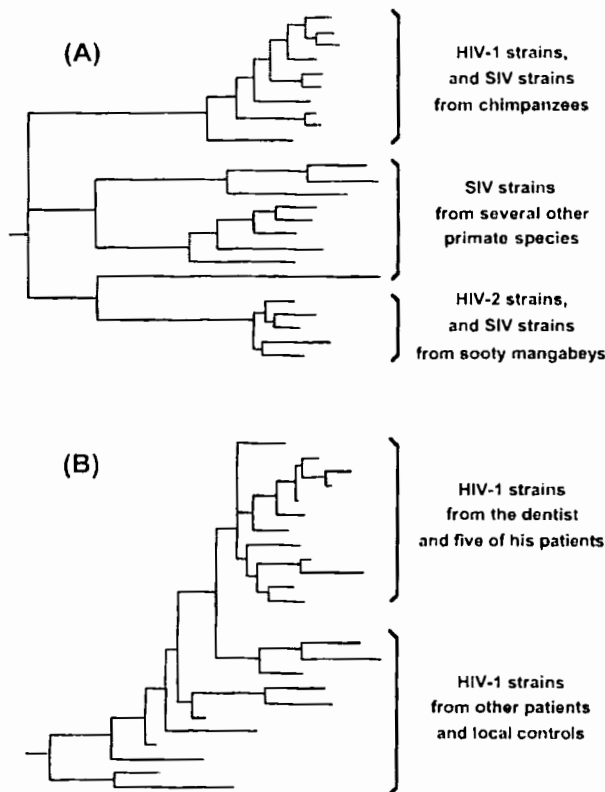 (A)
HIV-1 strains,
and SIV strains
from chimpanzees
SIV strains
from several other
primate species
HIV-2 strains,
and SIV strains
from sooty mangabeys
(B)
HIV-1 strains
from the dentist
and five of his patients
HIV-1 strains
from other patients
and local controls